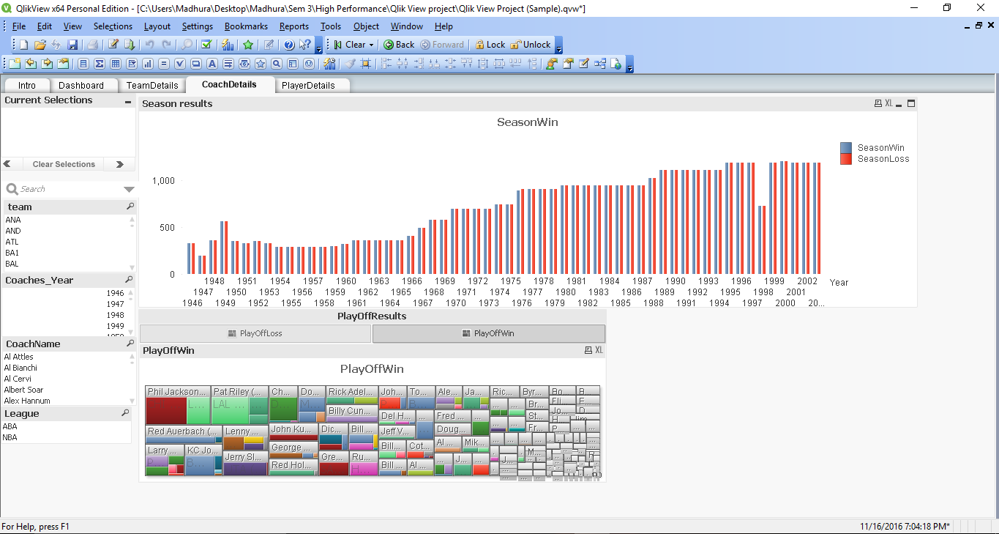 QlikView x64 Personal Edition - [C:\Users\Madhura\Desktop\Madhura\Sem 3\High Performance\Qlik View project\Qlik View Project (Sample).qvw*]
File Edit View Selections Layout Settings Bookmarks Reports Tools Object Window Help
Clear Back Forward Lock Unlock
Intro Dashboard TeamDetails CoachDetails PlayerDetails
Current Selections
Clear Selections
Search
team
ANA
AND
ATL
BA1
BAL
Coaches_Year
1946
1947
1948
1949
CoachName
Al Attles
Al Bianchi
Al Cervi
Albert Soar
Alex Hannum
League
ABA
NBA
Season results XL
SeasonWin
SeasonWin
SeasonLoss
1,000
500
0
1948 1951 1954 1957 1960 1963 1966 1969 1972 1975 1978 1981 1984 1987 1990 1993 1996 1999 2002 Year
1947 1950 1953 1956 1959 1962 1965 1968 1971 1974 1977 1980 1983 1986 1989 1992 1995 1998 2001
1946 1949 1952 1955 1958 1961 1964 1967 1970 1973 1976 1979 1982 1985 1988 1991 1994 1997 2000 20...
PlayOffResults
PlayOffLoss PlayOffWin
PlayOffWin XL
PlayOffWin
Phil Jackson... Pat Riley (... Ch... Do... Rick Adel... Joh... To... Ale... Ja... Ric... Byr... Bo... B...
L... LAL ... D... M... P... B...
Billy Cun... Del H... Fred ... Br... Eli... E...
Red Auerbach (... Lenny ... John Ku... Dic... Bill... Jeff V... Doug... St... Jo... D...
Larry ... KC Jo... George ... Bill... Cot... Al ... Mik... Fr... H... P...
P... B... Jerry Sl... Red Hol... Gre... Ru... H... Bill ... Al ... J... J... M... R...
For Help, press F1
11/16/2016 7:04:18 PM*